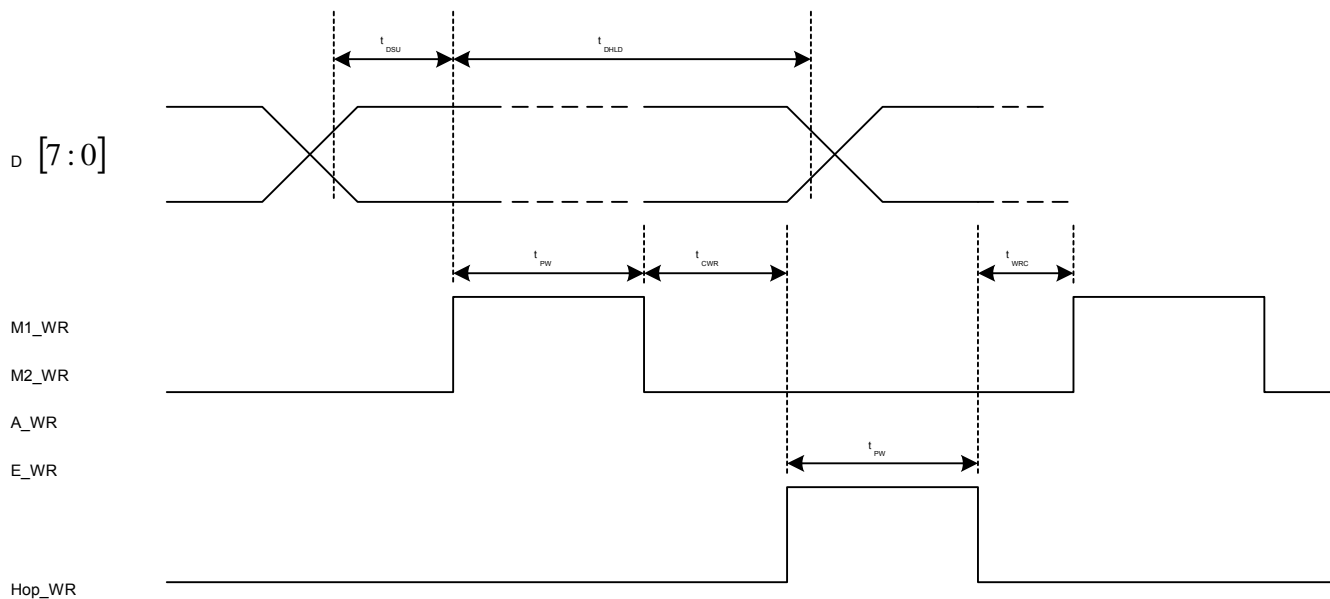 t DSU
t DHLD
D [7:0]
t PW
t CWR
t WRC
M1_WR
M2_WR
A_WR
E_WR
t PW
Hop_WR